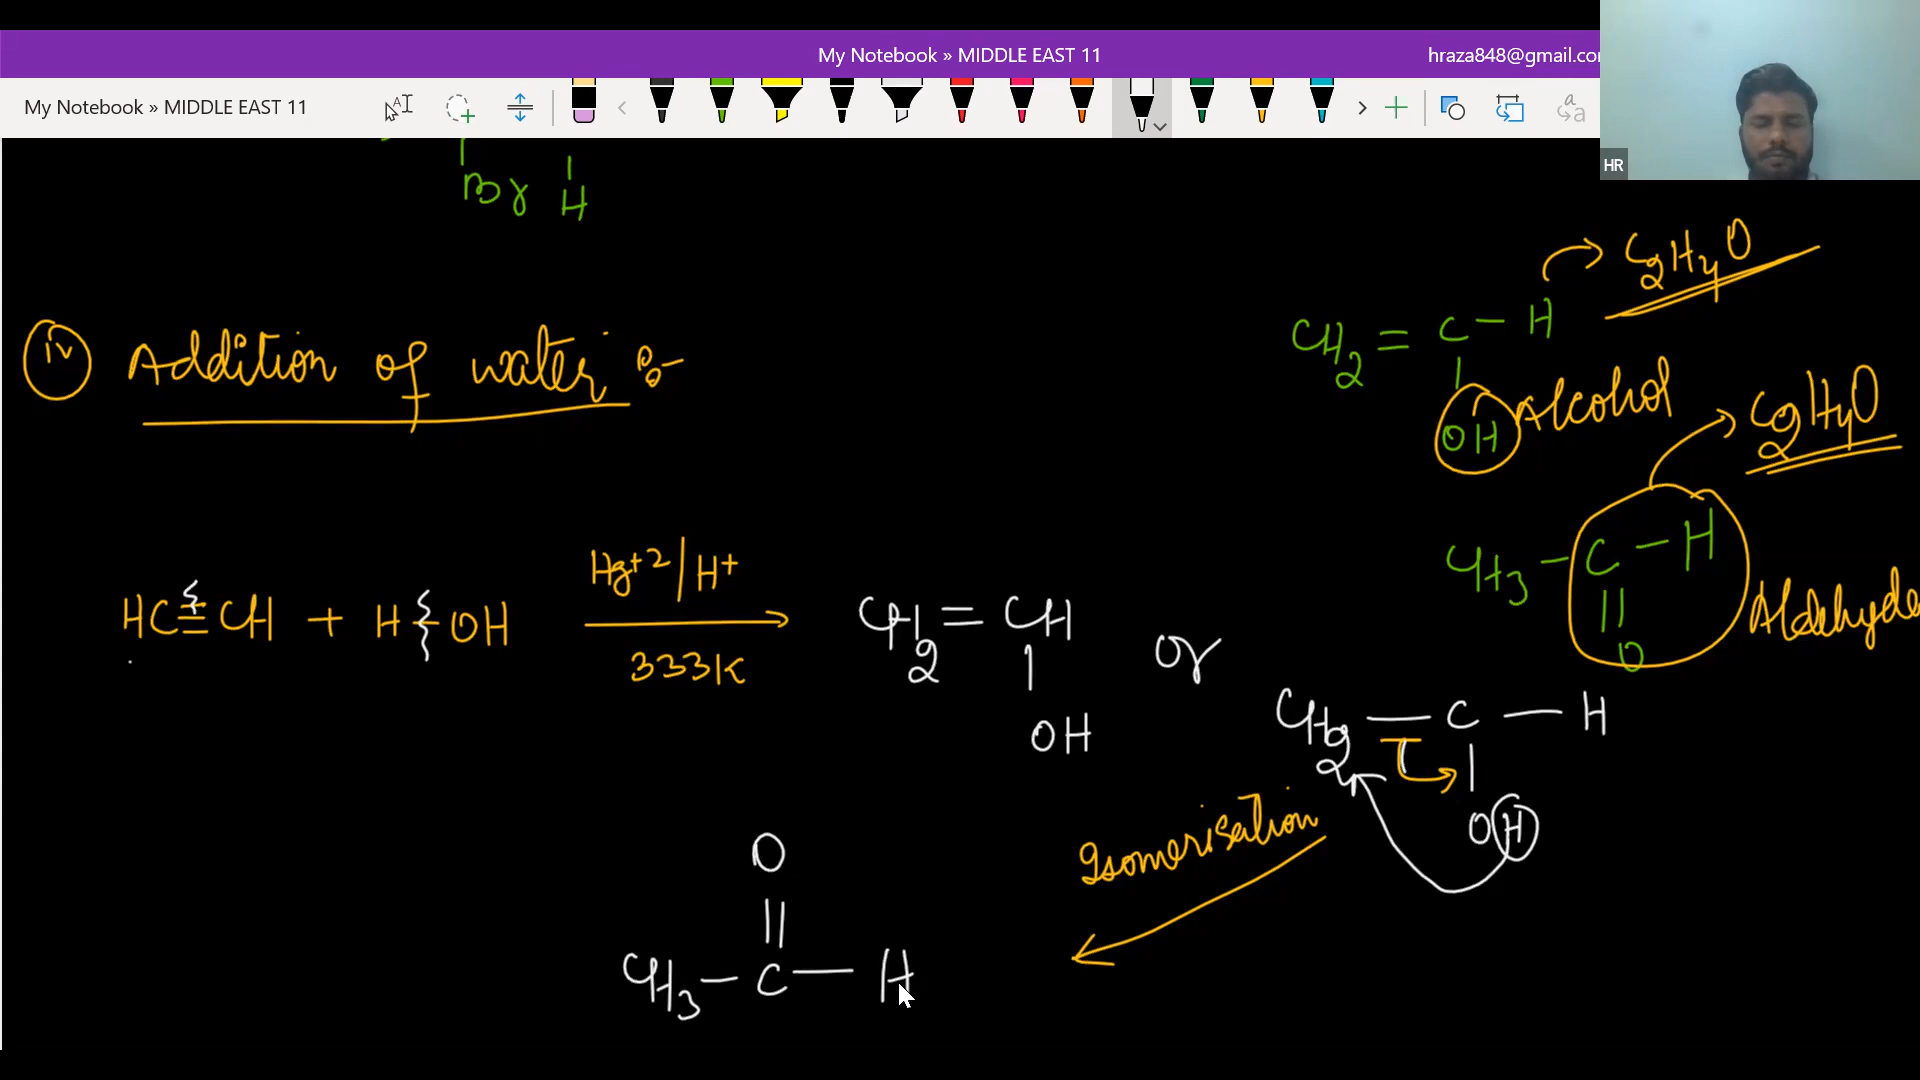 My Notebook » MIDDLE EAST 11
hraza848@gmail.co
My Notebook » MIDDLE EAST 11
HR
Br H
C2H4O
CH2 = C - H
OH Alcohol
C2H4O
iv Addition of water :-
CH3 - C - H
O
Aldehyde
HC ≡ CH + H - OH
Hg+2/H+
333K
CH2 = CH
OH
or
CH2 — C — H
OH
Isomerisation
O
CH3 - C — H